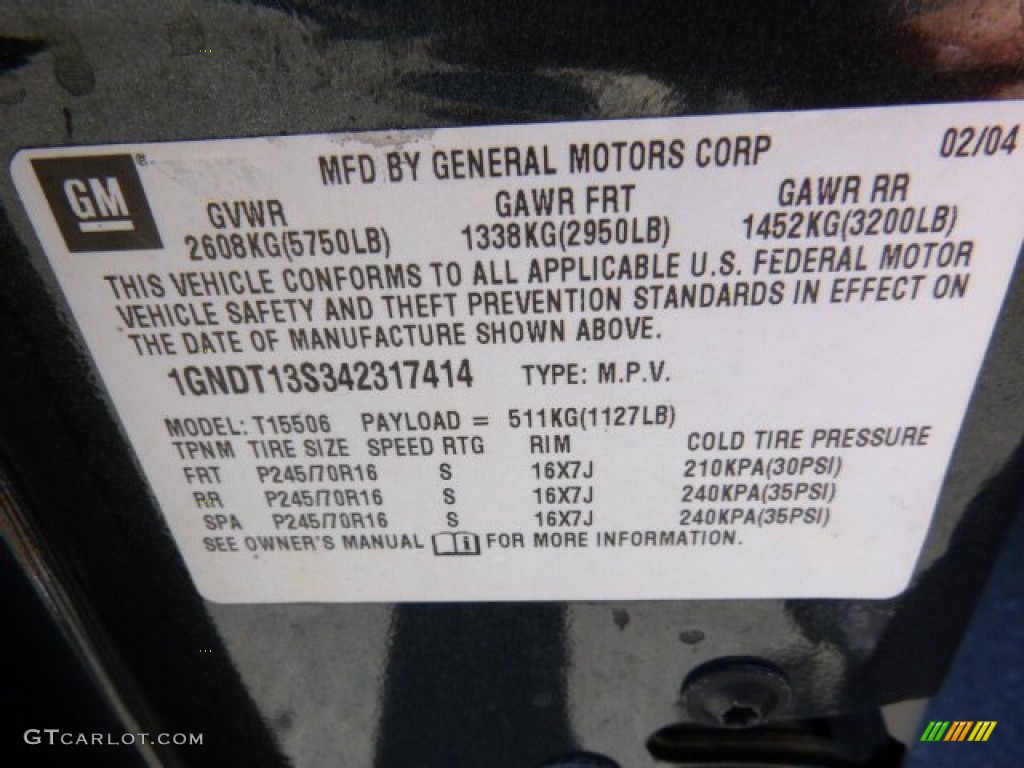 GM
MFD BY GENERAL MOTORS CORP
02/04
GVWR
2608KG(5750LB)
GAWR FRT
1338KG(2950LB)
GAWR RR
1452KG(3200LB)
THIS VEHICLE CONFORMS TO ALL APPLICABLE U.S. FEDERAL MOTOR
VEHICLE SAFETY AND THEFT PREVENTION STANDARDS IN EFFECT ON
THE DATE OF MANUFACTURE SHOWN ABOVE.
1GNDT13S342317414 TYPE: M.P.V.
MODEL: T15506 PAYLOAD = 511KG(1127LB)
TPNM TIRE SIZE SPEED RTG RIM COLD TIRE PRESSURE
FRT P245/70R16 S 16X7J 210KPA(30PSI)
RR P245/70R16 S 16X7J 240KPA(35PSI)
SPA P245/70R16 S 16X7J 240KPA(35PSI)
SEE OWNER'S MANUAL i FOR MORE INFORMATION.
GTCARLOT.COM